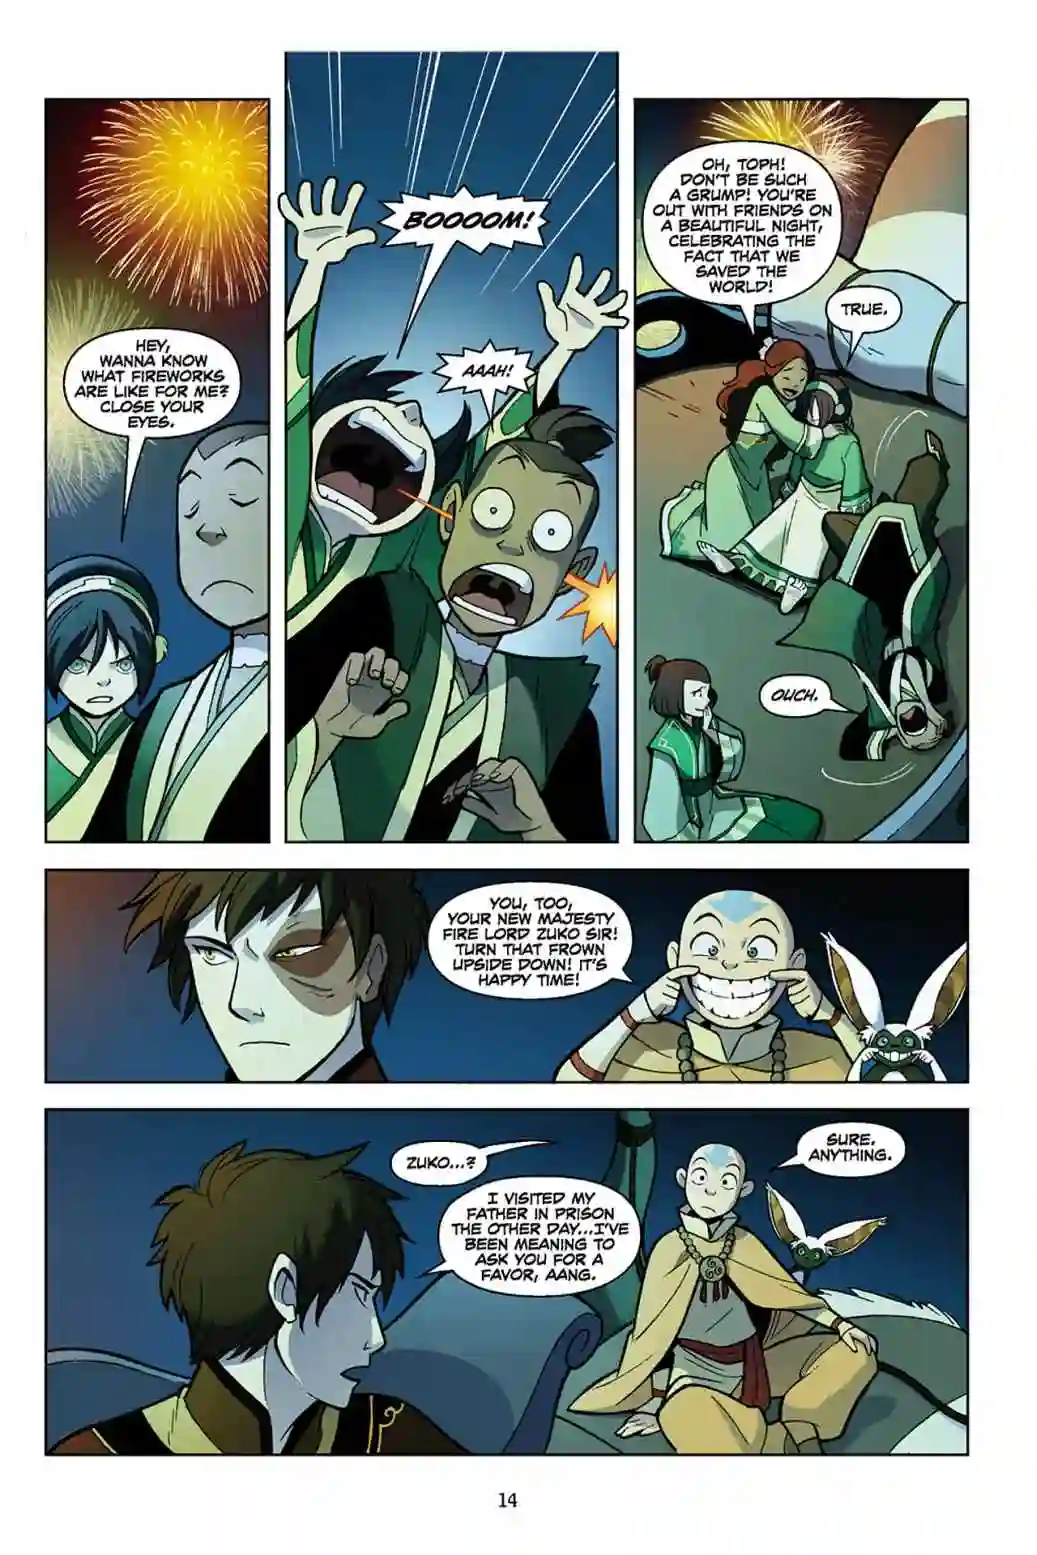 HEY,
WANNA KNOW
WHAT FIREWORKS
ARE LIKE FOR ME?
CLOSE YOUR
EYES.
BOOOOM!
AAAH!
OH, TOPH!
DON'T BE SUCH
A GRUMP! YOU'RE
OUT WITH FRIENDS ON
A BEAUTIFUL NIGHT,
CELEBRATING THE
FACT THAT WE
SAVED THE
WORLD!
TRUE.
OUCH.
YOU, TOO,
YOUR NEW MAJESTY
FIRE LORD ZUKO SIR!
TURN THAT FROWN
UPSIDE DOWN! IT'S
HAPPY TIME!
ZUKO...?
I VISITED MY
FATHER IN PRISON
THE OTHER DAY...I'VE
BEEN MEANING TO
ASK YOU FOR A
FAVOR, AANG.
SURE.
ANYTHING.
14